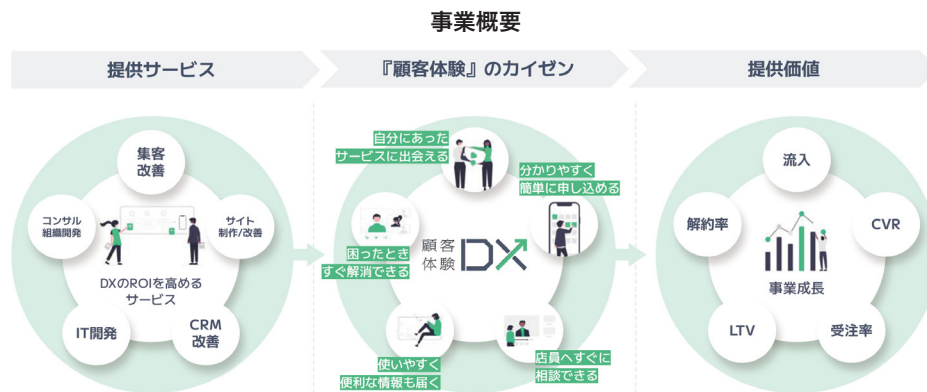 事業概要
提供サービス
『顧客体験』のカイゼン
提供価値
集客
改善
コンサル
組織開発
サイト
制作/改善
DXのROIを高める
サービス
IT開発
CRM
改善
自分にあった
サービスに出会える
分かりやすく
簡単に申し込める
困ったとき
すぐ解消できる
顧客
体験
DX
使いやすく
便利な情報も届く
店員へすぐに
相談できる
流入
解約率
CVR
事業成長
LTV
受注率